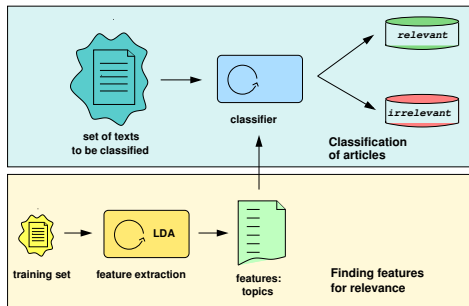 relevant
irrelevant
set of texts
to be classified
classifier
Classification
of articles
LDA
training set
feature extraction
features:
topics
Finding features
for relevance